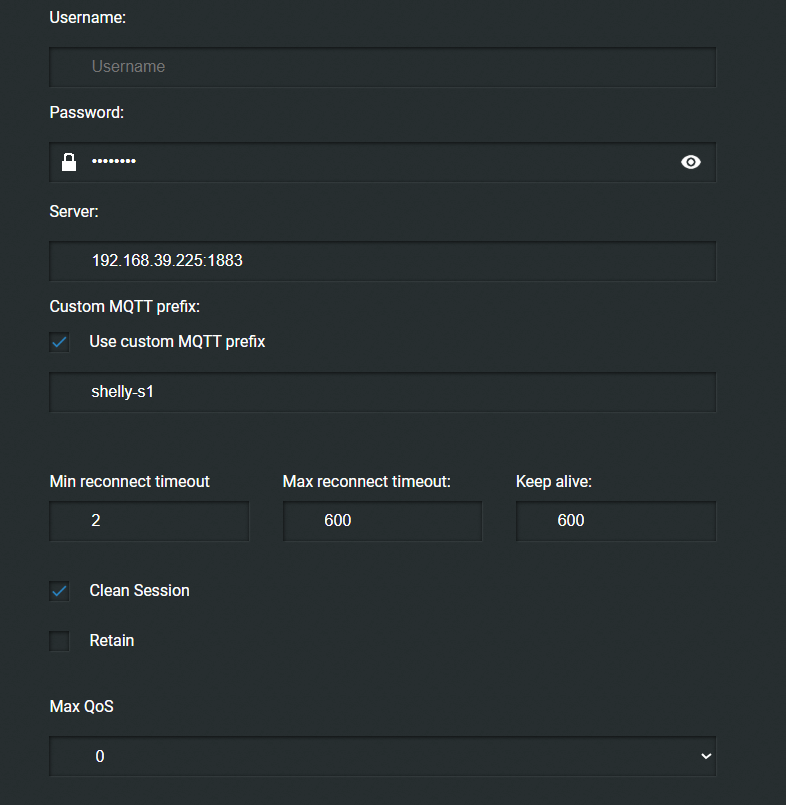 Username:
Username
Password:
••••••••
Server:
192.168.39.225:1883
Custom MQTT prefix:
Use custom MQTT prefix
shelly-s1
Min reconnect timeout Max reconnect timeout: Keep alive:
2 600 600
Clean Session
Retain
Max QoS
0